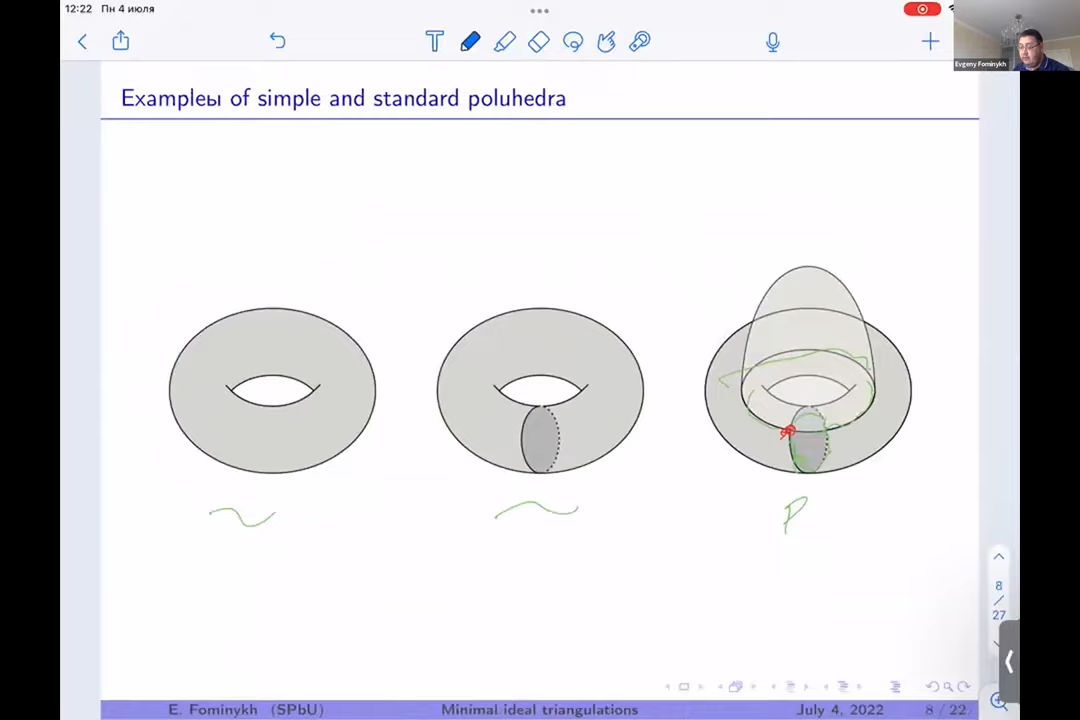 12:22 Пн 4 июля
Evgeny Fominykh
Exampleы of simple and standard poluhedra
P
8
/
27
E. Fominykh (SPbU) Minimal ideal triangulations July 4, 2022 8 / 22